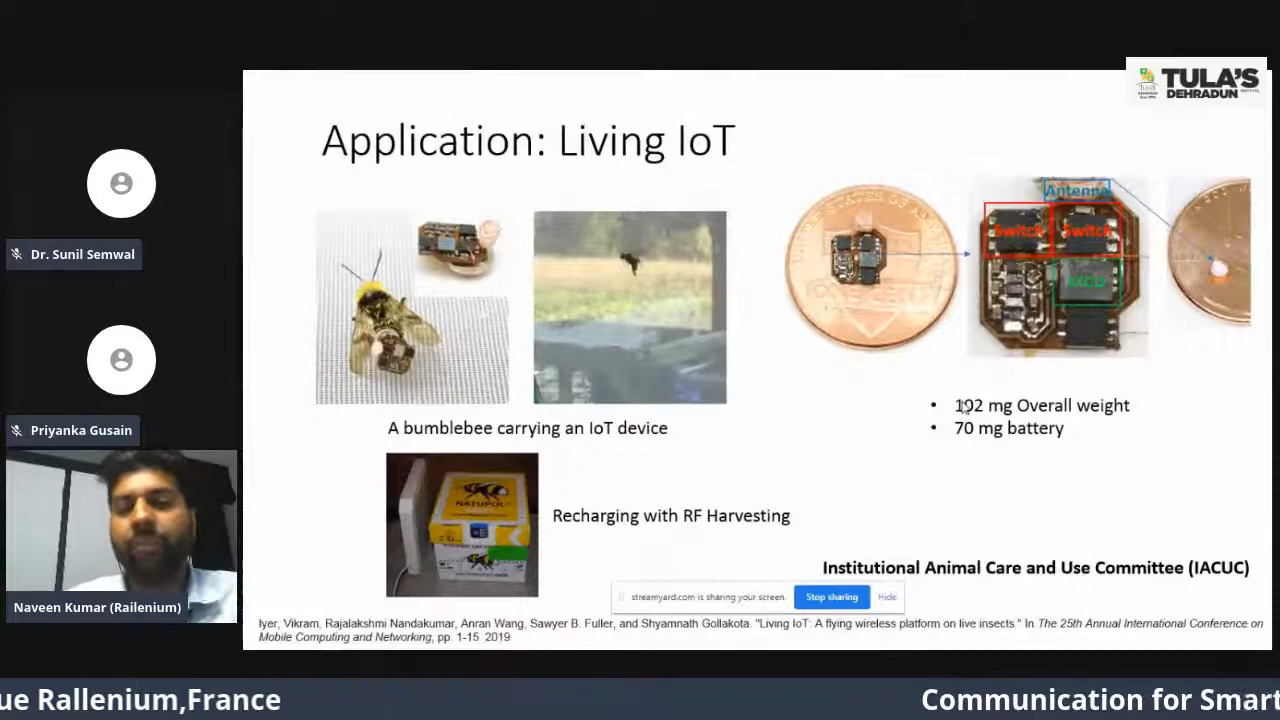 TULA'S
DEHRADUN
Application: Living IoT
Antenna
Switch
Switch
MCU
A bumblebee carrying an IoT device
102 mg Overall weight
70 mg battery
NATUPOL
Recharging with RF Harvesting
Institutional Animal Care and Use Committee (IACUC)
streamyard.com is sharing your screen.
Stop sharing
Hide
Iyer, Vikram, Rajalakshmi Nandakumar, Anran Wang, Sawyer B. Fuller, and Shyamnath Gollakota. "Living IoT: A flying wireless platform on live insects." In The 25th Annual International Conference on
Mobile Computing and Networking, pp. 1-15. 2019
Dr. Sunil Semwal
Priyanka Gusain
Naveen Kumar (Railenium)
ue Rallenium,France
Communication for Smart